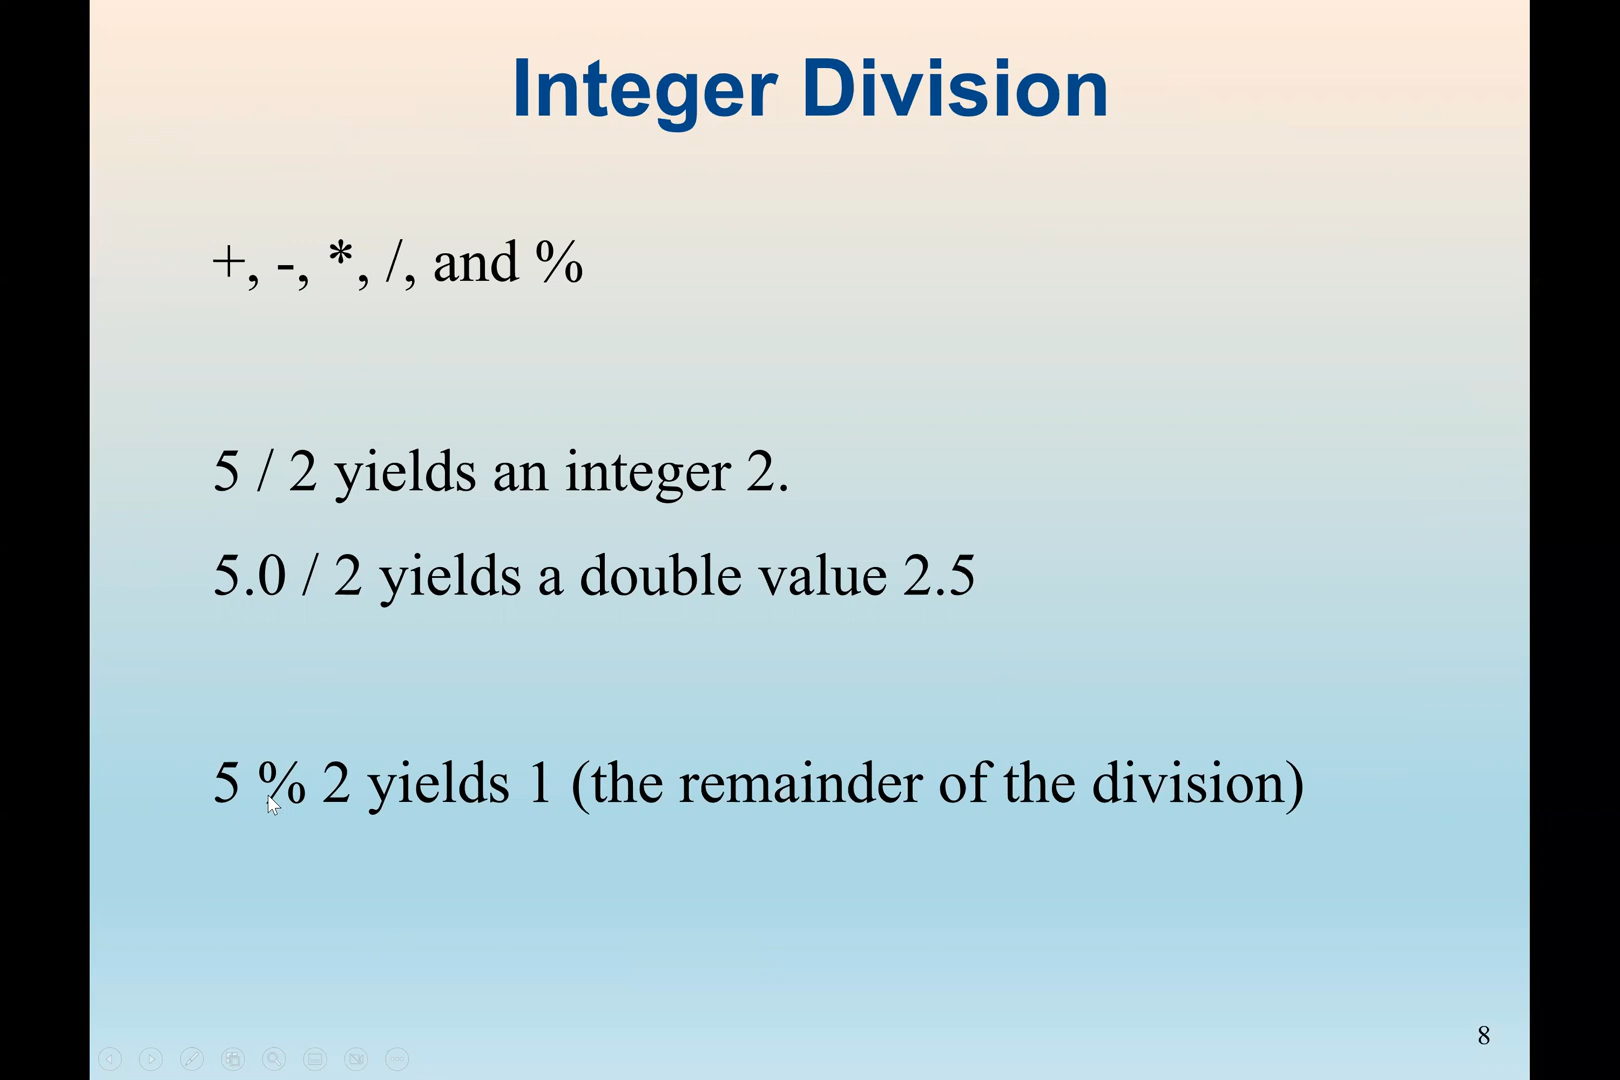 Integer Division
+, -, *, /, and %
5 / 2 yields an integer 2.
5.0 / 2 yields a double value 2.5
5 % 2 yields 1 (the remainder of the division)
8